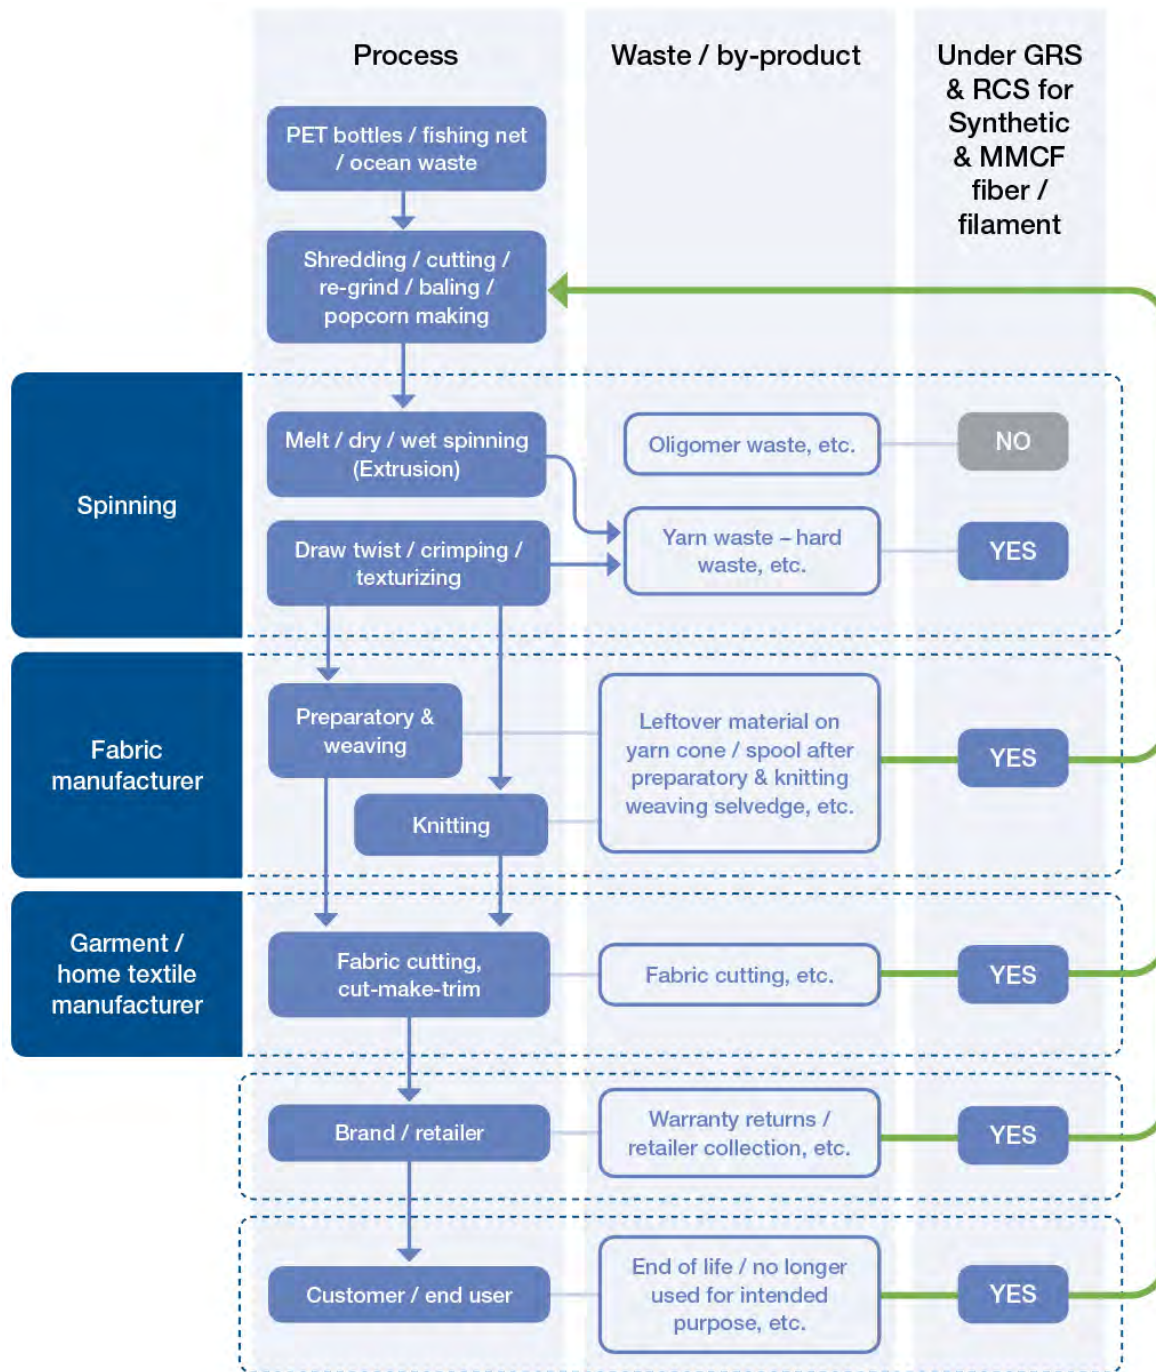 Process
Waste / by-product
Under GRS
& RCS for
Synthetic
& MMCF
fiber /
filament
PET bottles / fishing net
/ ocean waste
Shredding / cutting /
re-grind / baling /
popcorn making
Spinning
Melt / dry / wet spinning
(Extrusion)
Oligomer waste, etc.
NO
Draw twist / crimping /
texturizing
Yarn waste – hard
waste, etc.
YES
Fabric
manufacturer
Preparatory &
weaving
Knitting
Leftover material on
yarn cone / spool after
preparatory & knitting
weaving selvedge, etc.
YES
Garment /
home textile
manufacturer
Fabric cutting,
cut-make-trim
Fabric cutting, etc.
YES
Brand / retailer
Warranty returns /
retailer collection, etc.
YES
Customer / end user
End of life / no longer
used for intended
purpose, etc.
YES